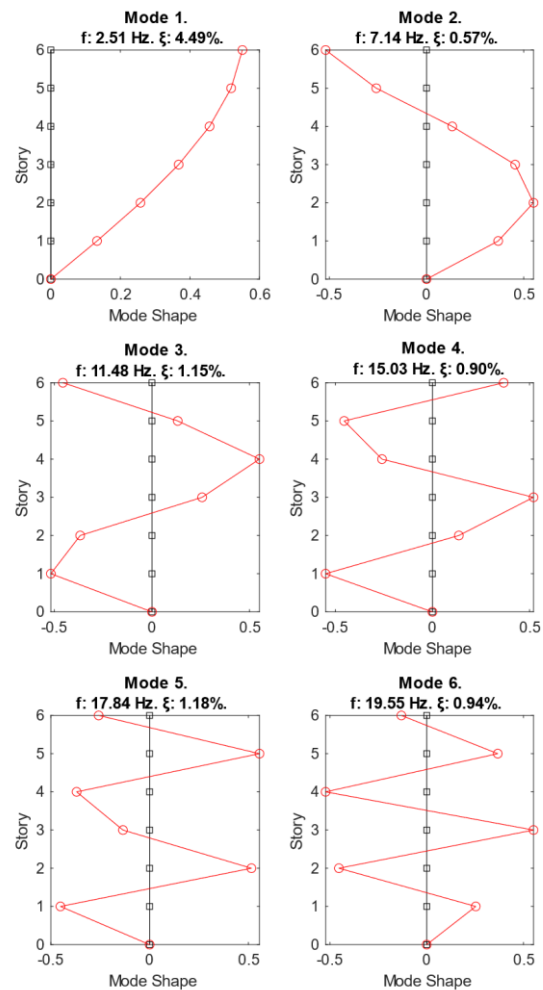 Mode 1.
f: 2.51 Hz. ξ: 4.49%.
6
5
4
3
2
1
0
Story
0
0.2
0.4
0.6
Mode Shape
Mode 2.
f: 7.14 Hz. ξ: 0.57%.
6
5
4
3
2
1
0
Story
-0.5
0
0.5
Mode Shape
Mode 3.
f: 11.48 Hz. ξ: 1.15%.
6
5
4
3
2
1
0
Story
-0.5
0
0.5
Mode Shape
Mode 4.
f: 15.03 Hz. ξ: 0.90%.
6
5
4
3
2
1
0
Story
-0.5
0
0.5
Mode Shape
Mode 5.
f: 17.84 Hz. ξ: 1.18%.
6
5
4
3
2
1
0
Story
-0.5
0
0.5
Mode Shape
Mode 6.
f: 19.55 Hz. ξ: 0.94%.
6
5
4
3
2
1
0
Story
-0.5
0
0.5
Mode Shape